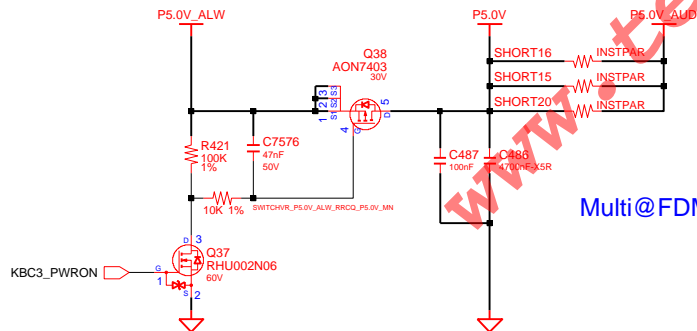 P5.0V_ALW
P5.0V
P5.0V_AUD
Q38
AON7403
30V
SHORT16
INSTPAR
SHORT15
INSTPAR
SHORT20
INSTPAR
3 S3
2 S2
1 S1
5
D
4
G
R421
100K
1%
C7576
47nF
50V
C487
100nF
C486
4700nF-X5R
10K 1%
SWITCHVR_P5.0V_ALW_RRCQ_P5.0V_MN
Multi@FDM
www.te
D 3
Q37
RHU002N06
60V
KBC3_PWRON
G
1
S 2